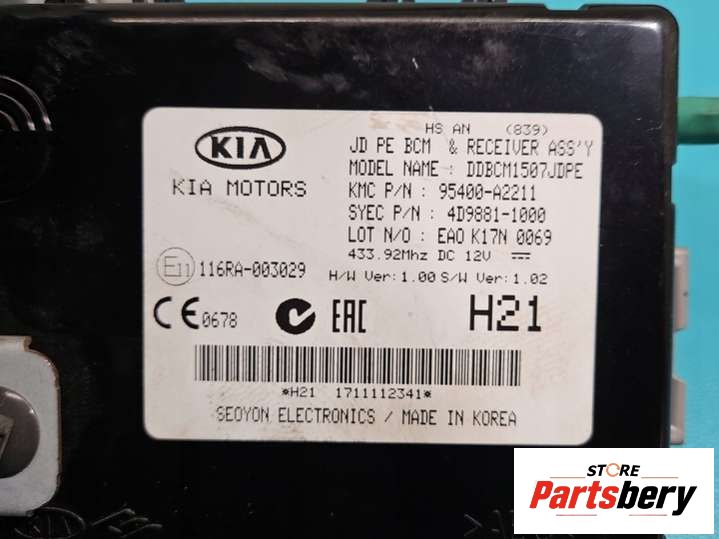 HS AN (839)
KIA
KIA MOTORS
JD PE BCM & RECEIVER ASS'Y
MODEL NAME : DDBCM1507JDPE
KMC P/N : 95400-A2211
SYEC P/N : 4D9881-1000
LOT N/O : EAO K17N 0069
433.92Mhz DC 12V
E11 116RA-003029
H/W Ver:1.00 S/W Ver:1.02
CE 0678
EAC
H21
*H21 1711112341*
SEOYON ELECTRONICS / MADE IN KOREA
STORE
Partsbery